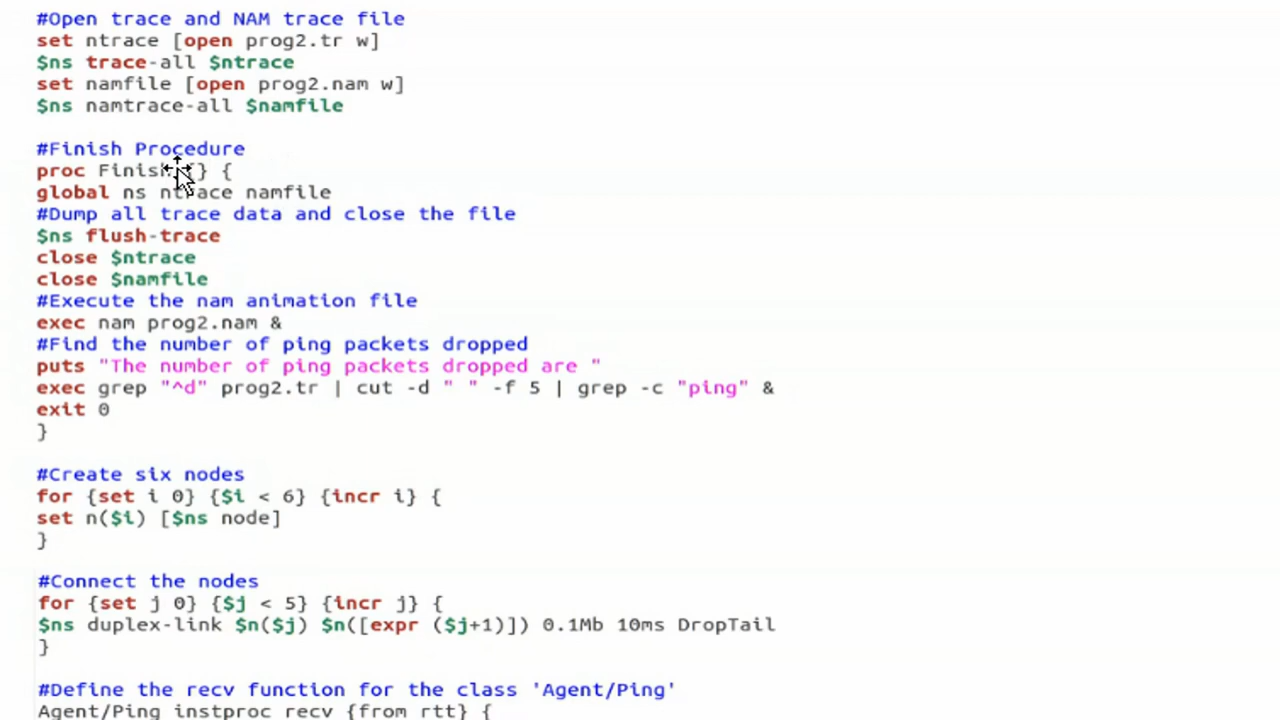 #Open trace and NAM trace file
set ntrace [open prog2.tr w]
$ns trace-all $ntrace
set namfile [open prog2.nam w]
$ns namtrace-all $namfile
#Finish Procedure
proc Finish {} {
global ns ntrace namfile
#Dump all trace data and close the file
$ns flush-trace
close $ntrace
close $namfile
#Execute the nam animation file
exec nam prog2.nam &
#Find the number of ping packets dropped
puts "The number of ping packets dropped are "
exec grep "^d" prog2.tr | cut -d " " -f 5 | grep -c "ping" &
exit 0
}
#Create six nodes
for {set i 0} {$i < 6} {incr i} {
set n($i) [$ns node]
}
#Connect the nodes
for {set j 0} {$j < 5} {incr j} {
$ns duplex-link $n($j) $n([expr ($j+1)]) 0.1Mb 10ms DropTail
}
#Define the recv function for the class 'Agent/Ping'
Agent/Ping instproc recv {from rtt} {